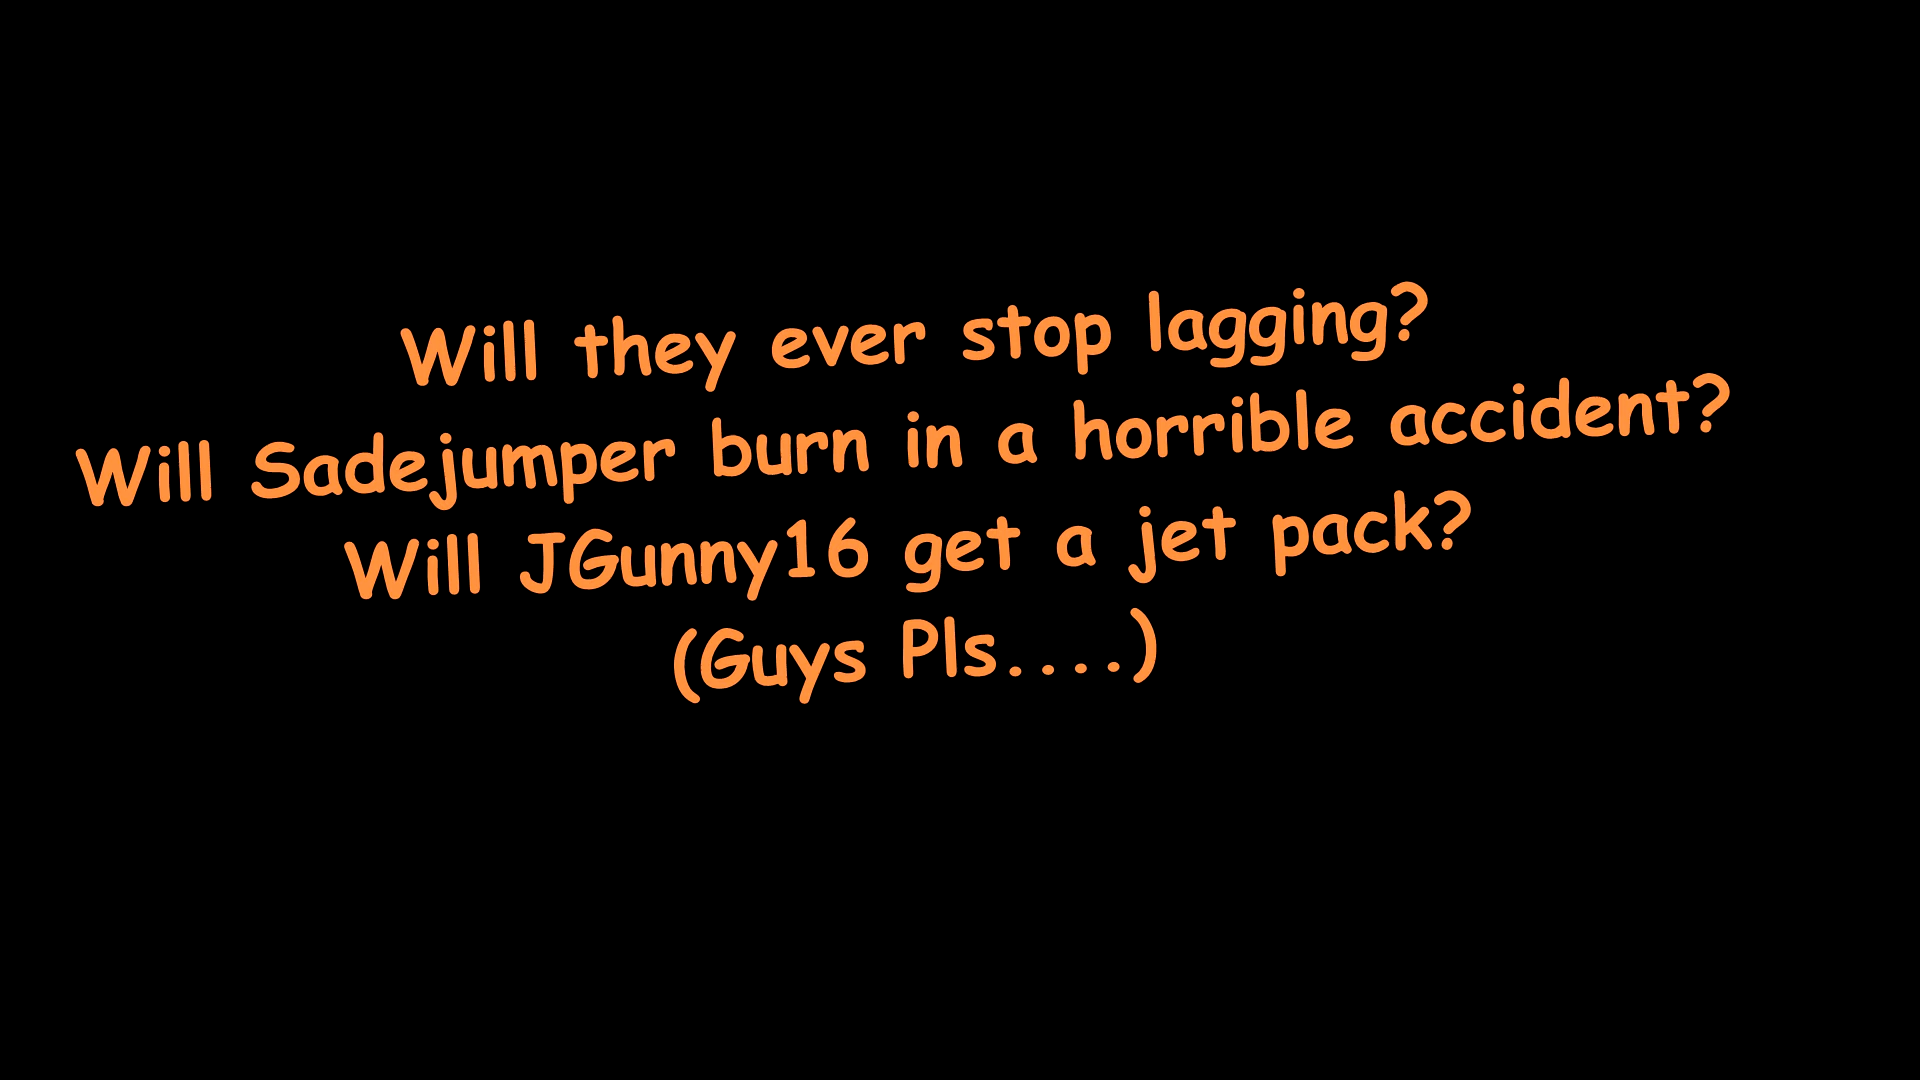 Will they ever stop lagging?
Will Sadejumper burn in a horrible accident?
Will JGunny16 get a jet pack?
(Guys Pls....)